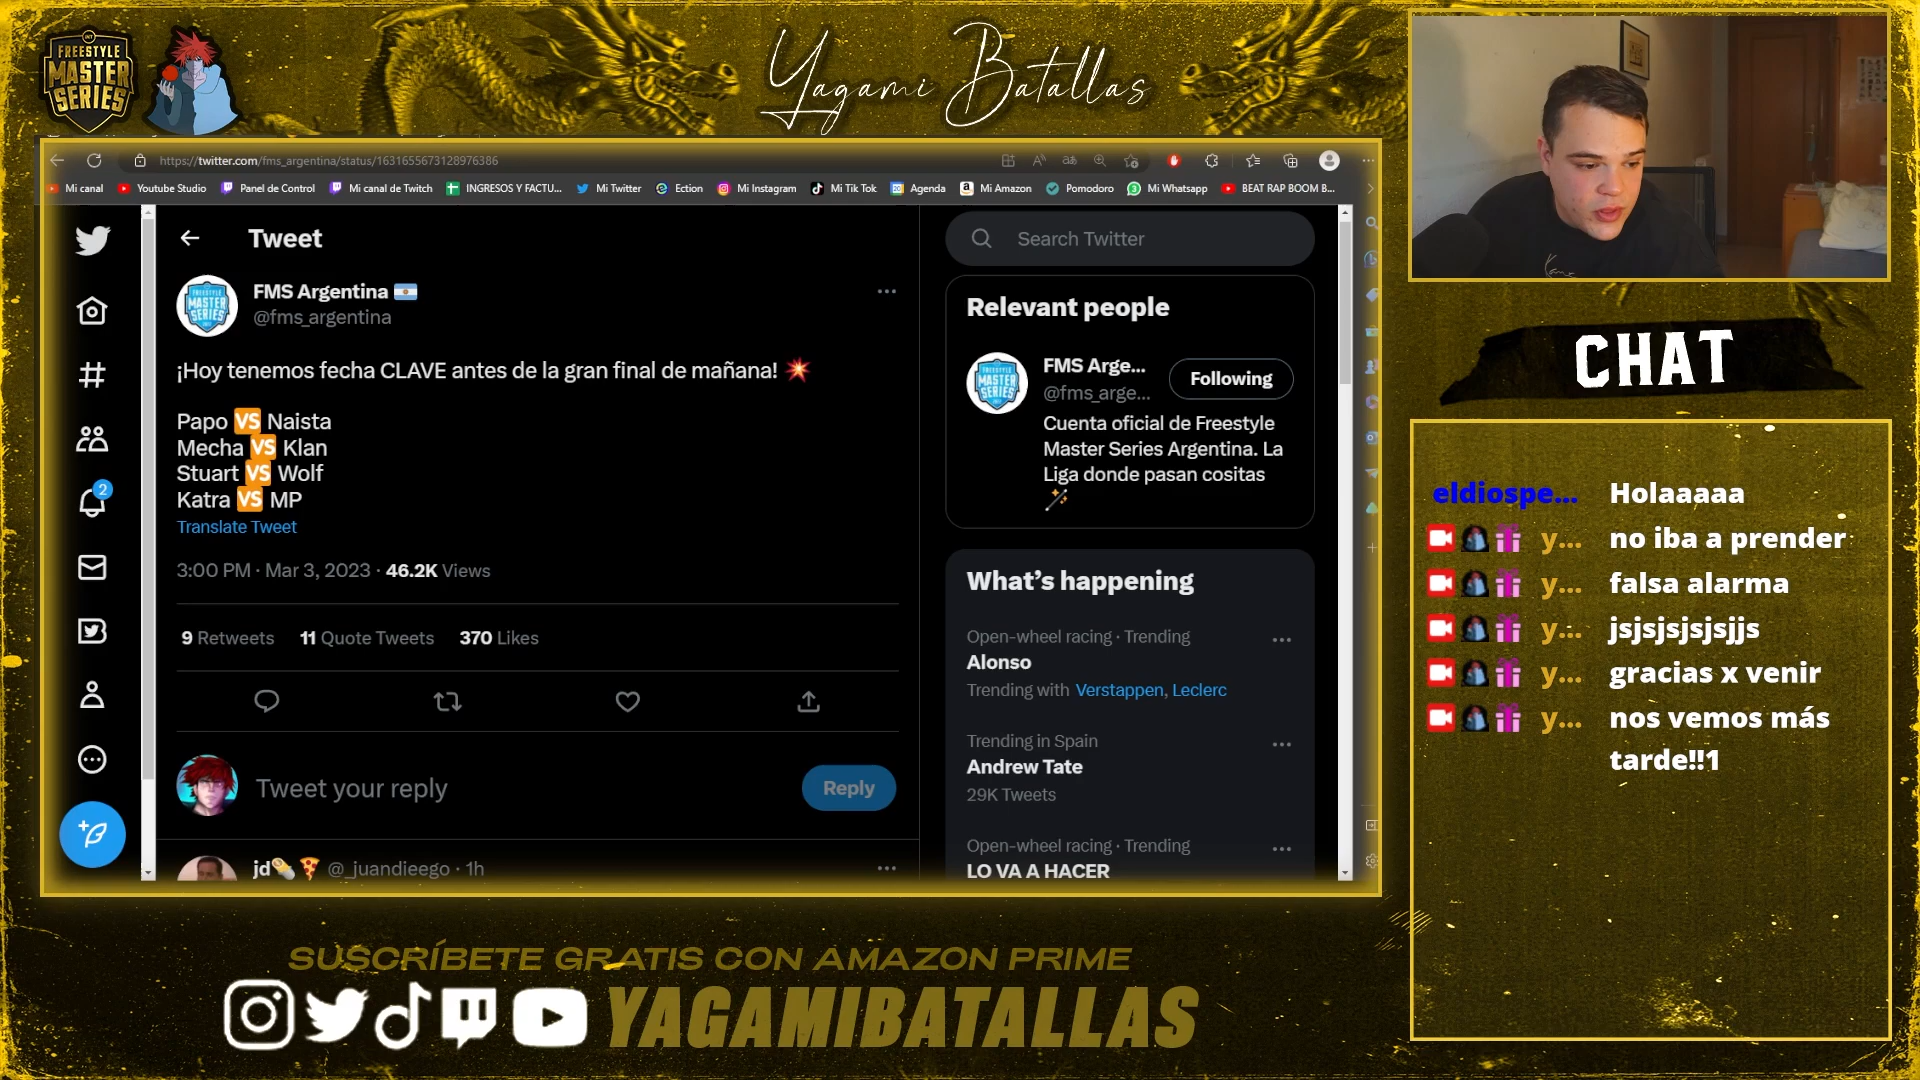 INT
FREESTYLE
MASTER
SERIES
Yagami Batallas
https://twitter.com/fms_argentina/status/1631655673128976386
Mi canal
Youtube Studio
Panel de Control
Mi canal de Twitch
INGRESOS Y FACTU...
Mi Twitter
Ection
Mi Instagram
Mi Tik Tok
Agenda
Mi Amazon
Pomodoro
Mi Whatsapp
BEAT RAP BOOM B...
Tweet
FMS Argentina 🇦🇷
@fms_argentina
¡Hoy tenemos fecha CLAVE antes de la gran final de mañana! 💥
Papo 🆚 Naista
Mecha 🆚 Klan
Stuart 🆚 Wolf
Katra 🆚 MP
Translate Tweet
3:00 PM · Mar 3, 2023 · 46.2K Views
9 Retweets 11 Quote Tweets 370 Likes
Tweet your reply
Reply
jd🌯🍕 @_juandieego · 1h
2
Search Twitter
Relevant people
FMS Arge...
@fms_arge...
Following
Cuenta oficial de Freestyle
Master Series Argentina. La
Liga donde pasan cositas
🪄
What's happening
Open-wheel racing · Trending
Alonso
Trending with Verstappen, Leclerc
Trending in Spain
Andrew Tate
29K Tweets
Open-wheel racing · Trending
LO VA A HACER
CHAT
eldiospe... Holaaaaa
y... no iba a prender
y... falsa alarma
y... jsjsjsjsjsjjs
y... gracias x venir
y... nos vemos más
tarde!!1
SUSCRÍBETE GRATIS CON AMAZON PRIME
YAGAMIBATALLAS